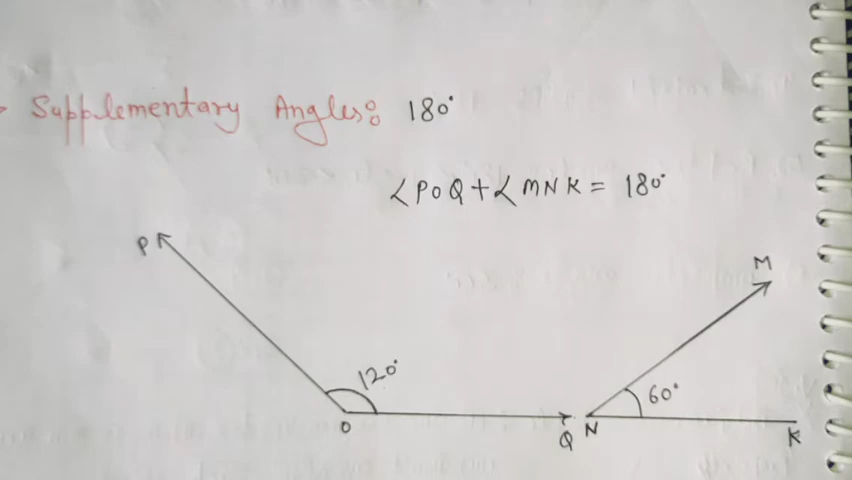 Supplementary Angles: 180°
∠POQ + ∠MNK = 180°
P
M
120°
60°
O
Q
N
K